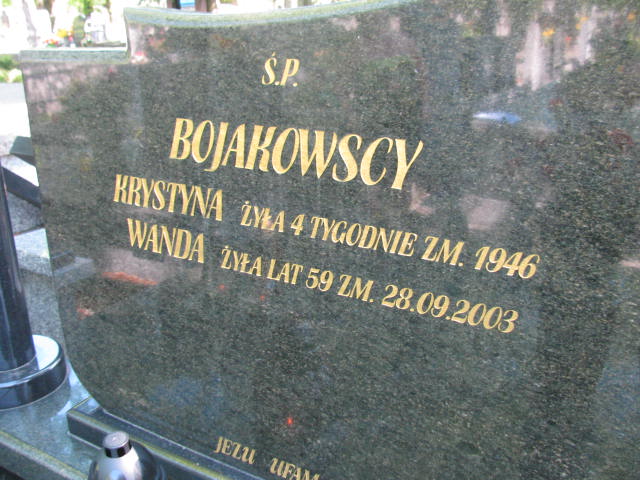 Ś.P.
BOJAKOWSCY
KRYSTYNA ŻYŁA 4 TYGODNIE ZM. 1946
WANDA ŻYŁA LAT 59 ZM. 28.09.2003
JEZU UFAM